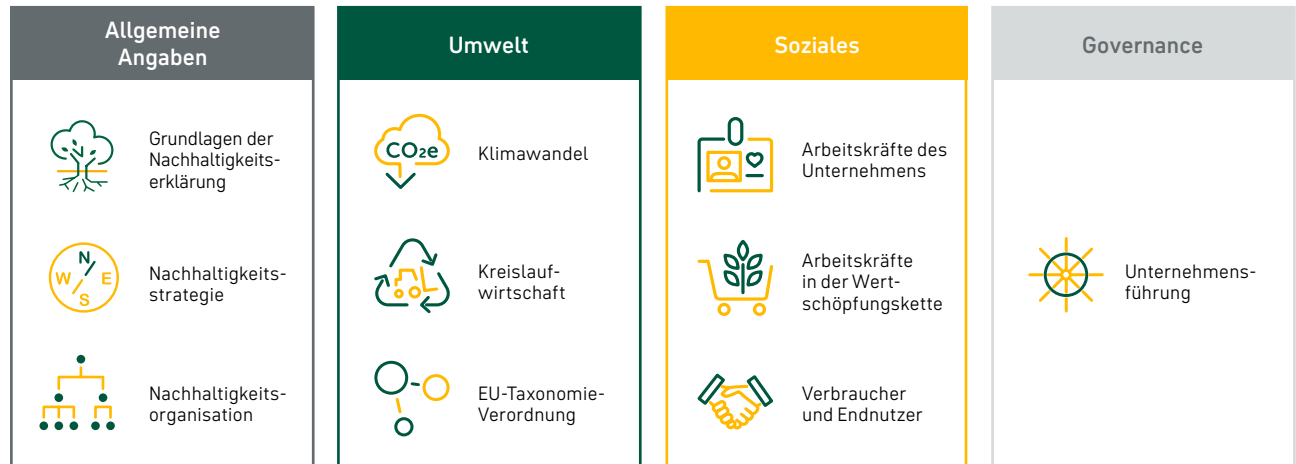 Allgemeine
Angaben
Grundlagen der
Nachhaltigkeits-
erklärung
N
W E
S
Nachhaltigkeits-
strategie
Nachhaltigkeits-
organisation
Umwelt
CO₂e
Klimawandel
Kreislauf-
wirtschaft
EU-Taxonomie-
Verordnung
Soziales
Arbeitskräfte des
Unternehmens
Arbeitskräfte
in der Wert-
schöpfungskette
Verbraucher
und Endnutzer
Governance
Unternehmens-
führung